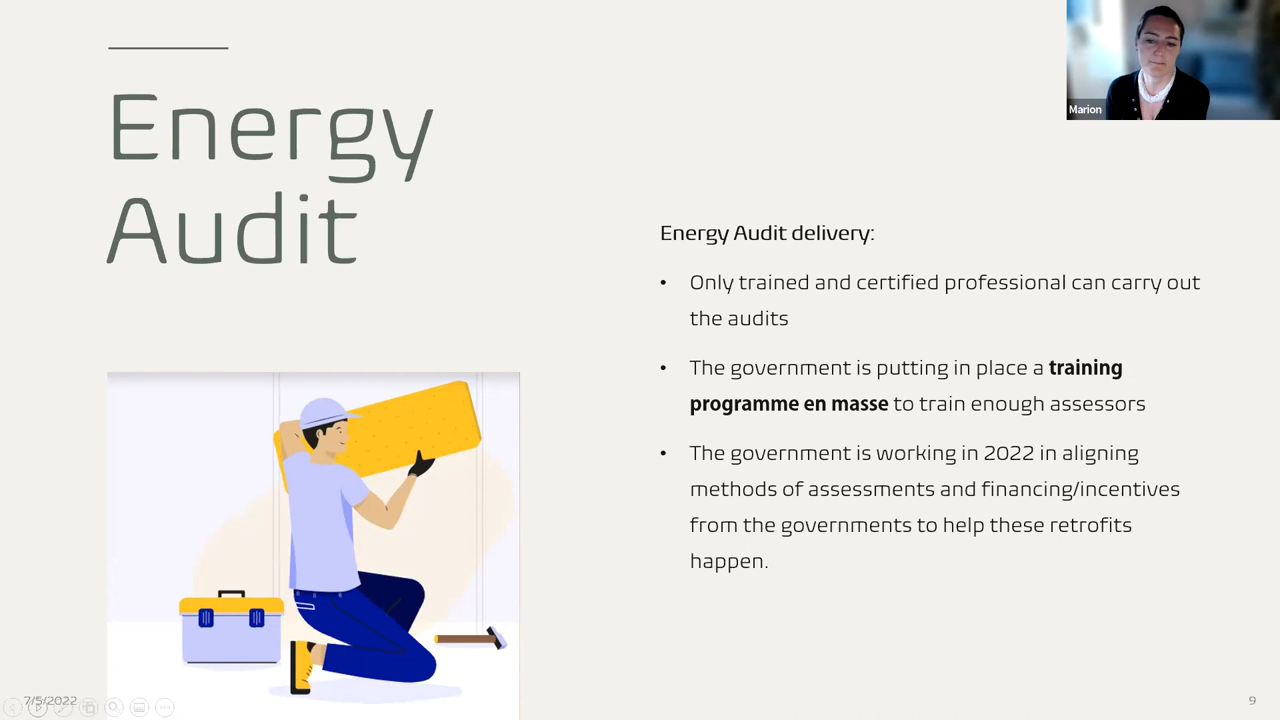 Energy
Audit
Marion
Energy Audit delivery:
• Only trained and certified professional can carry out
the audits
• The government is putting in place a training
programme en masse to train enough assessors
• The government is working in 2022 in aligning
methods of assessments and financing/incentives
from the governments to help these retrofits
happen.
7/5/2022
9